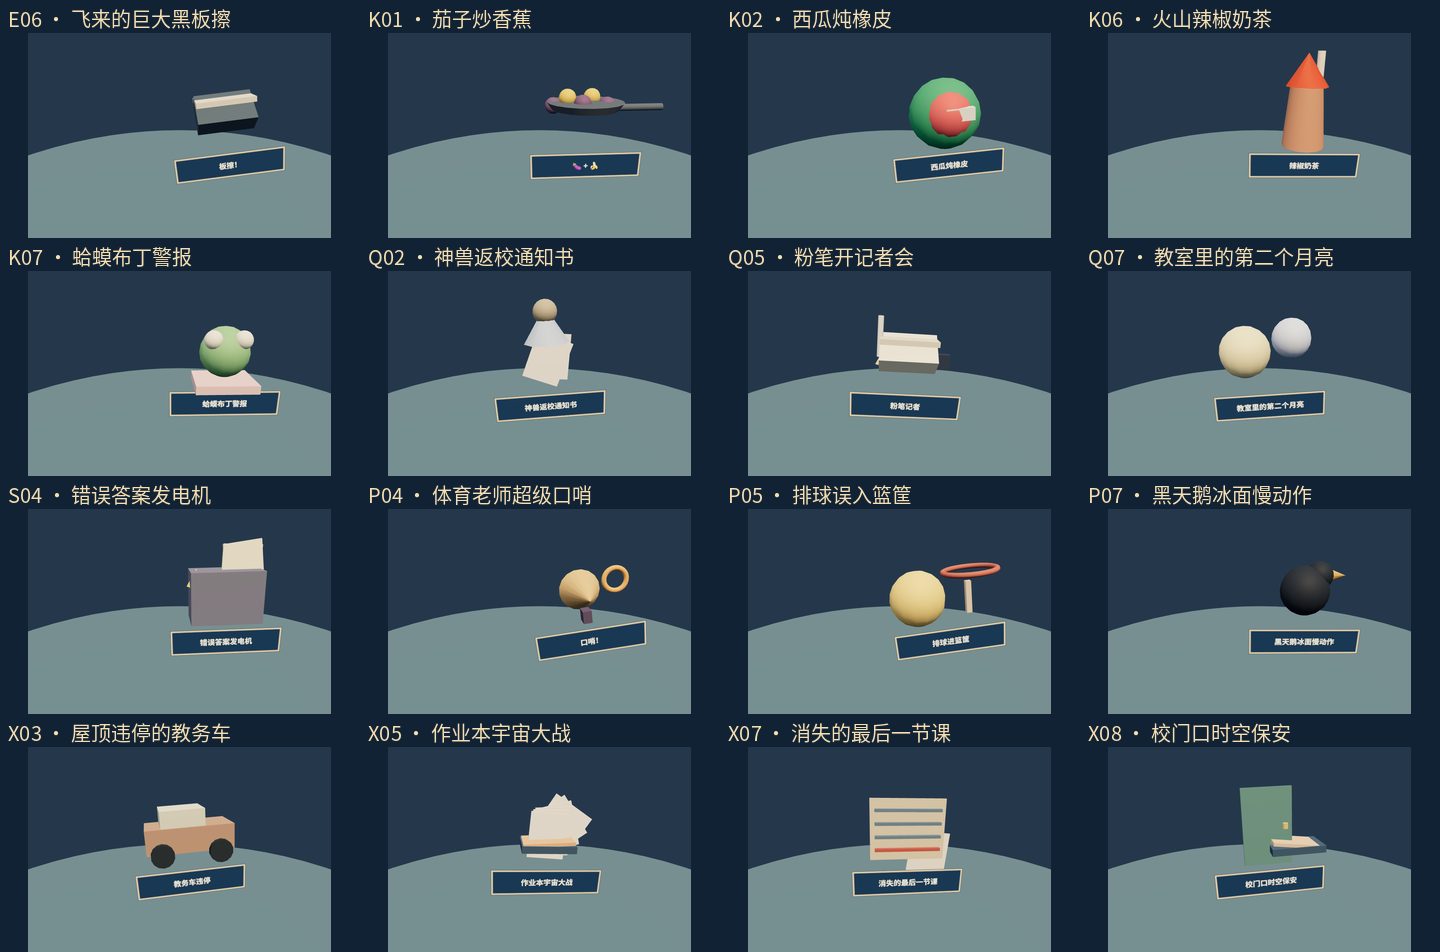 E06 · 飞来的巨大黑板擦
K01 · 茄子炒香蕉
K02 · 西瓜炖橡皮
K06 · 火山辣椒奶茶
板擦!
🍆 + 🍌
西瓜炖橡皮
辣椒奶茶
K07 · 蛤蟆布丁警报
Q02 · 神兽返校通知书
Q05 · 粉笔开记者会
Q07 · 教室里的第二个月亮
蛤蟆布丁警报
神兽返校通知书
粉笔记者
教室里的第二个月亮
S04 · 错误答案发电机
P04 · 体育老师超级口哨
P05 · 排球误入篮筐
P07 · 黑天鹅冰面慢动作
错误答案发电机
口哨!
排球进篮筐
黑天鹅冰面慢动作
X03 · 屋顶违停的教务车
X05 · 作业本宇宙大战
X07 · 消失的最后一节课
X08 · 校门口时空保安
教务车违停
作业本宇宙大战
消失的最后一节课
校门口时空保安